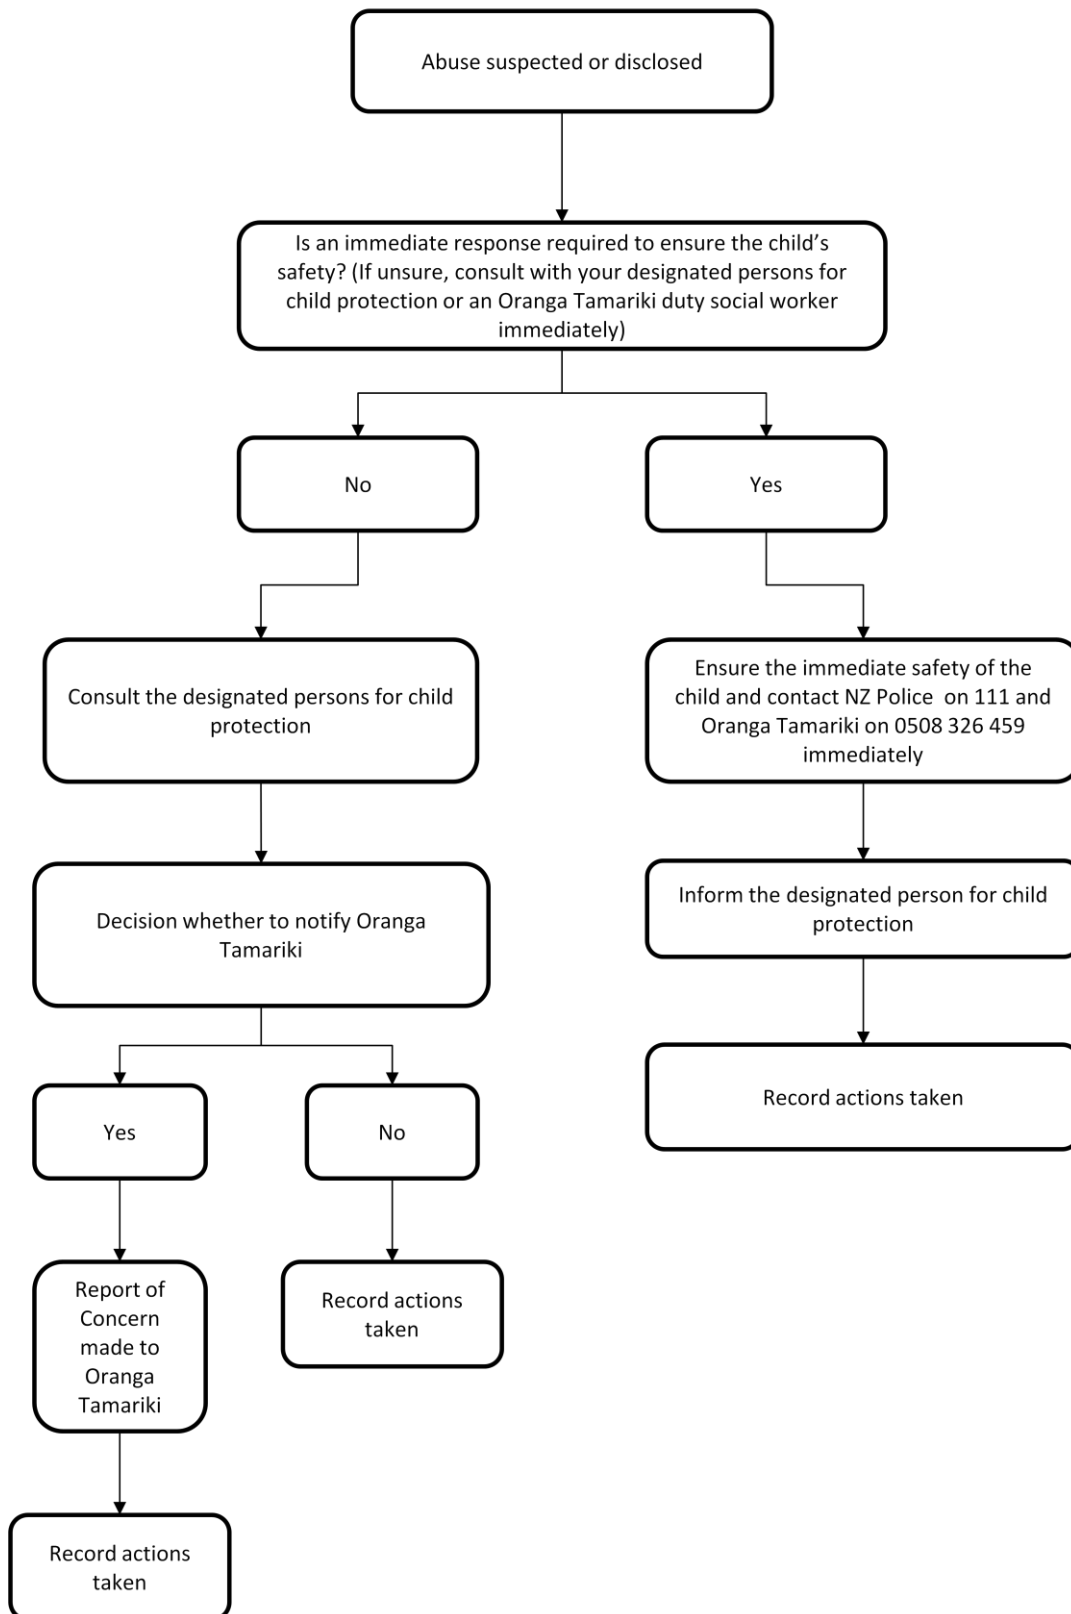 Abuse suspected or disclosed
Is an immediate response required to ensure the child’s
safety? (If unsure, consult with your designated persons for
child protection or an Oranga Tamariki duty social worker
immediately)
No
Yes
Consult the designated persons for child
protection
Ensure the immediate safety of the
child and contact NZ Police on 111 and
Oranga Tamariki on 0508 326 459
immediately
Decision whether to notify Oranga
Tamariki
Inform the designated person for child
protection
Yes
No
Record actions taken
Report of
Concern
made to
Oranga
Tamariki
Record actions
taken
Record actions
taken